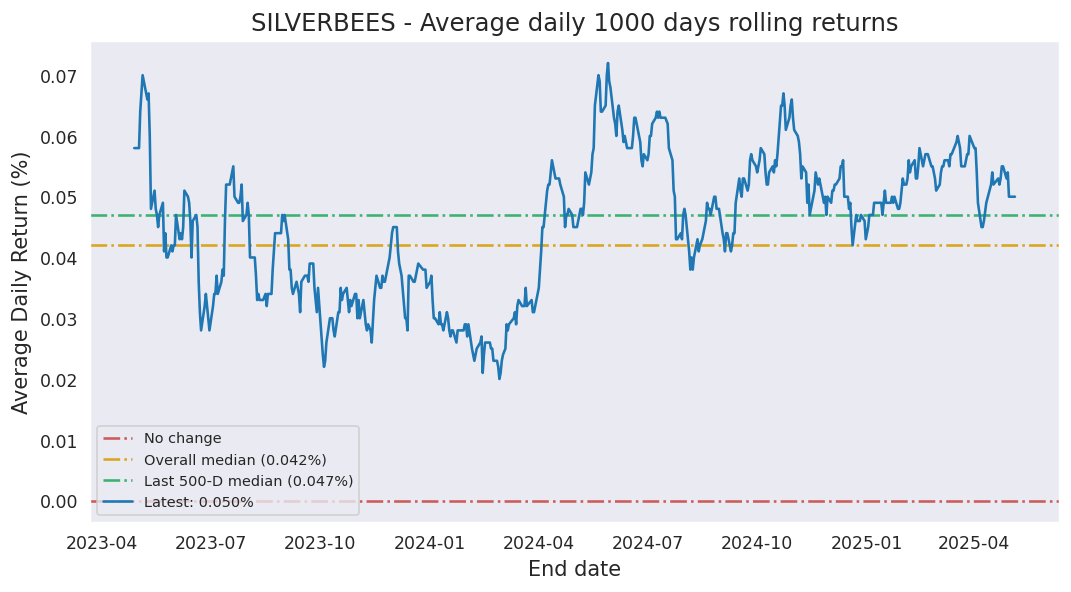 SILVERBEES - Average daily 1000 days rolling returns
Average Daily Return (%)
0.07
0.06
0.05
0.04
0.03
0.02
0.01
0.00
No change
Overall median (0.042%)
Last 500-D median (0.047%)
Latest: 0.050%
2023-04 2023-07 2023-10 2024-01 2024-04 2024-07 2024-10 2025-01 2025-04
End date